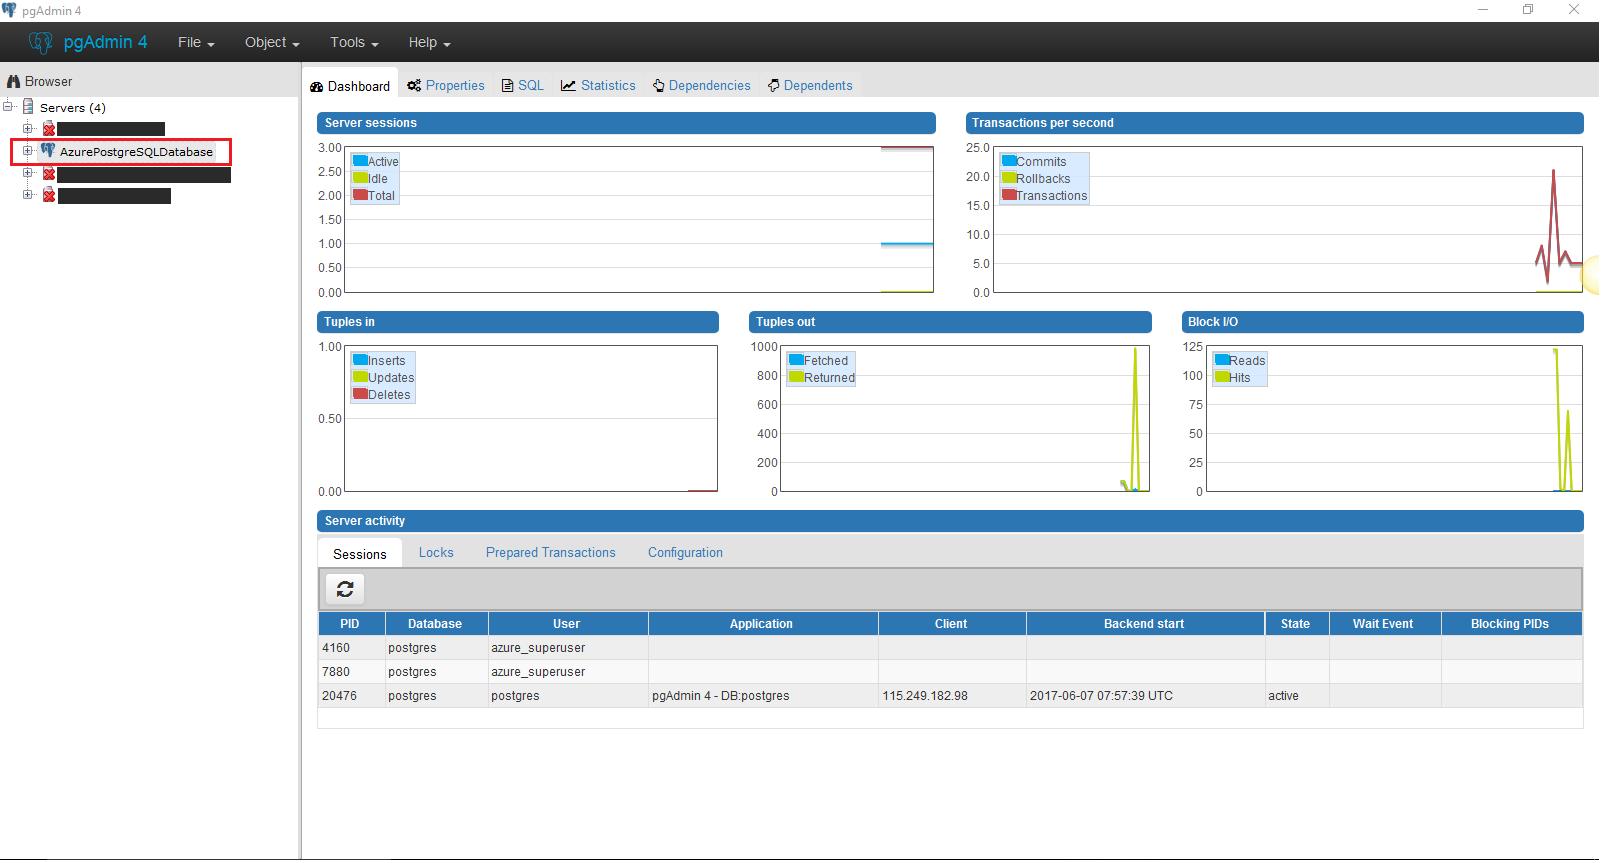 pgAdmin 4
pgAdmin 4 File Object Tools Help
Browser
Servers (4)
AzurePostgreSQLDatabase
Dashboard Properties SQL Statistics Dependencies Dependents
Server sessions
3.00
2.50
2.00
1.50
1.00
0.50
0.00
Active
Idle
Total
Transactions per second
25.0
20.0
15.0
10.0
5.0
0.0
Commits
Rollbacks
Transactions
Tuples in
1.00
0.50
0.00
Inserts
Updates
Deletes
Tuples out
1000
800
600
400
200
0
Fetched
Returned
Block I/O
125
100
75
50
25
0
Reads
Hits
Server activity
Sessions Locks Prepared Transactions Configuration
PID Database User Application Client Backend start State Wait Event Blocking PIDs
4160 postgres azure_superuser
7880 postgres azure_superuser
20476 postgres postgres pgAdmin 4 - DB:postgres 115.249.182.98 2017-06-07 07:57:39 UTC active